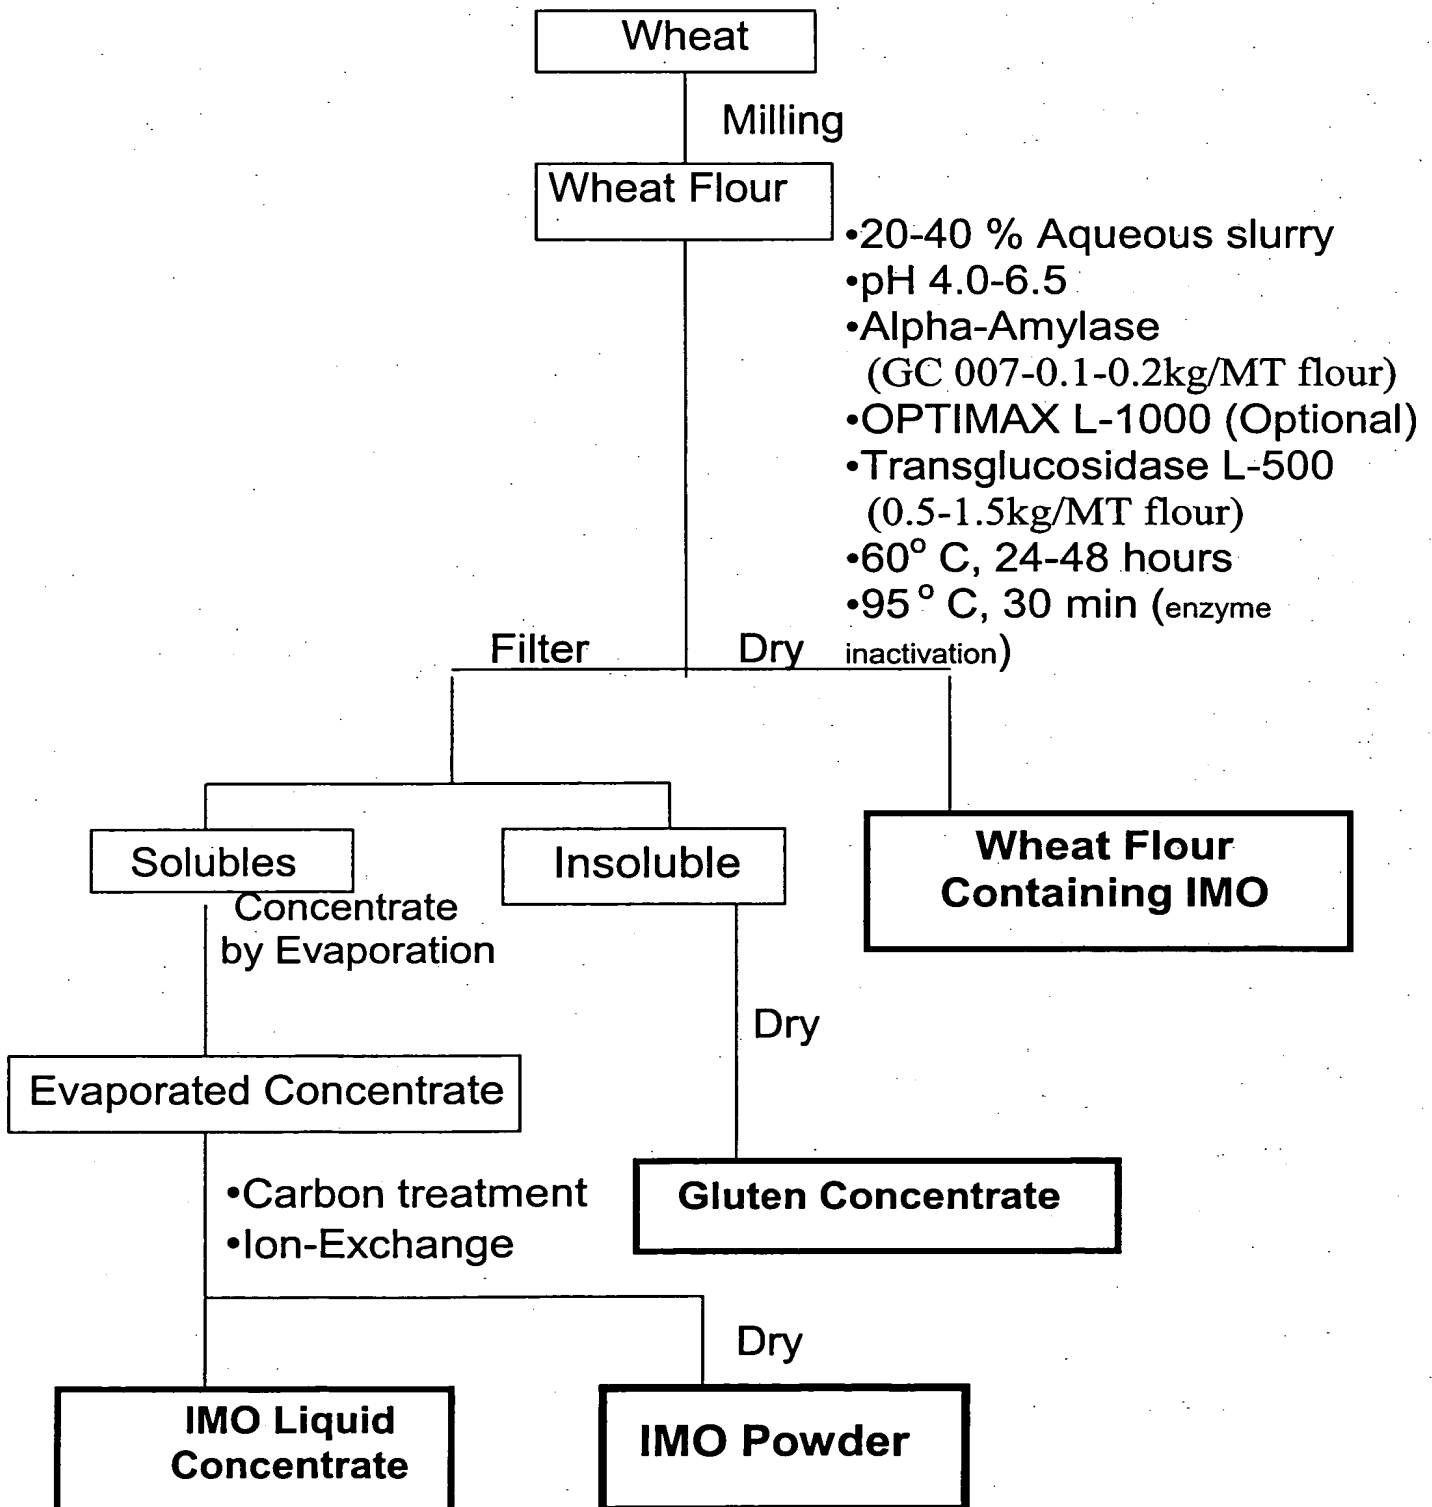 Wheat
Milling
Wheat Flour
•20-40 % Aqueous slurry
•pH 4.0-6.5
•Alpha-Amylase
(GC 007-0.1-0.2kg/MT flour)
•OPTIMAX L-1000 (Optional)
•Transglucosidase L-500
(0.5-1.5kg/MT flour)
•60° C, 24-48 hours
•95° C, 30 min (enzyme
inactivation)
Filter
Dry
Solubles
Insoluble
Wheat Flour
Containing IMO
Concentrate
by Evaporation
Dry
Evaporated Concentrate
•Carbon treatment
•Ion-Exchange
Gluten Concentrate
Dry
IMO Liquid
Concentrate
IMO Powder